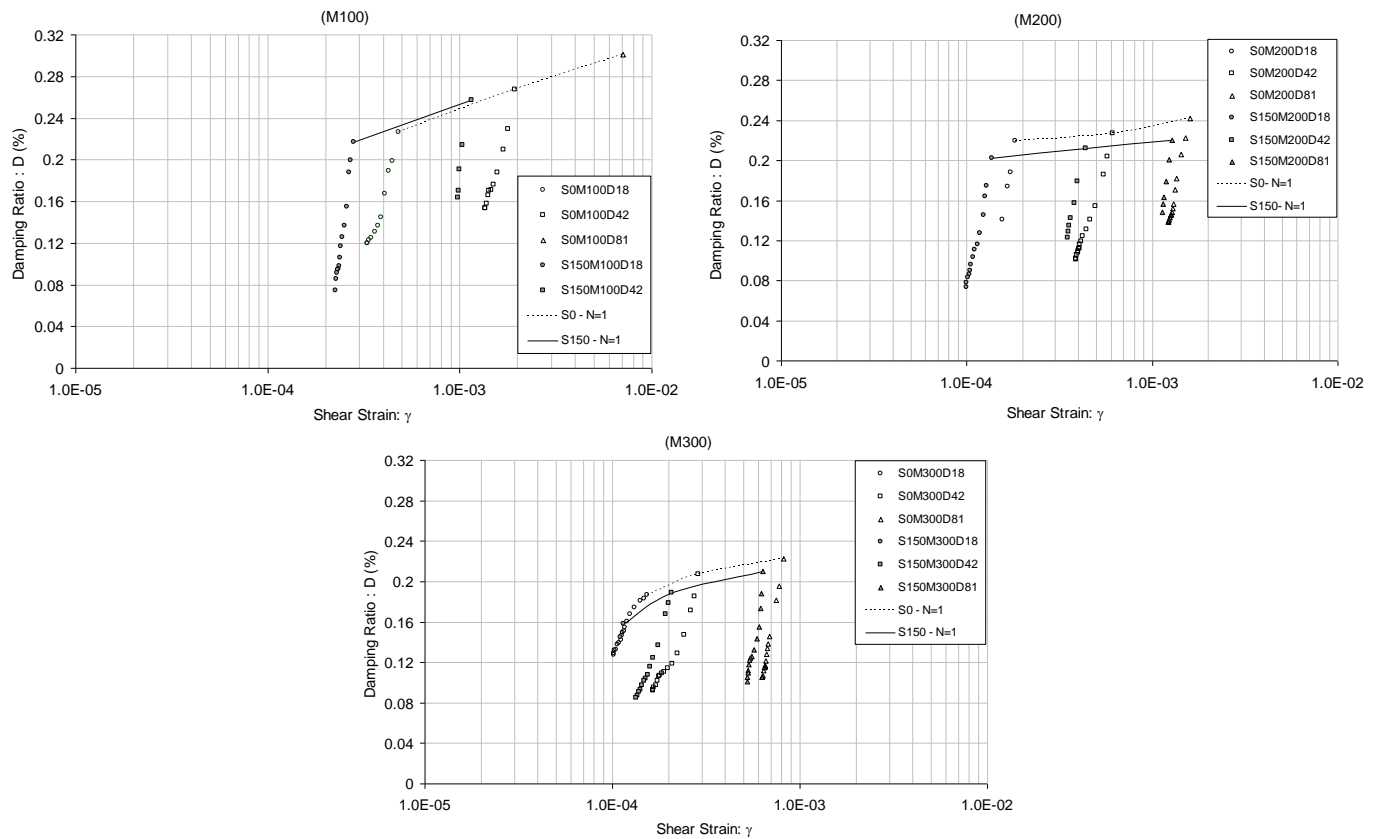 (M100)
0.32
0.28
0.24
0.2
0.16
0.12
0.08
0.04
0
Damping Ratio : D (%)
1.0E-05
1.0E-04
1.0E-03
1.0E-02
Shear Strain: γ
S0M100D18
S0M100D42
S0M100D81
S150M100D18
S150M100D42
S0 - N=1
S150 - N=1
(M200)
0.32
0.28
0.24
0.2
0.16
0.12
0.08
0.04
0
Damping Ratio : D (%)
1.0E-05
1.0E-04
1.0E-03
1.0E-02
Shear Strain: γ
S0M200D18
S0M200D42
S0M200D81
S150M200D18
S150M200D42
S150M200D81
S0- N=1
S150- N=1
(M300)
0.32
0.28
0.24
0.2
0.16
0.12
0.08
0.04
0
Damping Ratio : D (%)
1.0E-05
1.0E-04
1.0E-03
1.0E-02
Shear Strain: γ
S0M300D18
S0M300D42
S0M300D81
S150M300D18
S150M300D42
S150M300D81
S0 - N=1
S150 - N=1